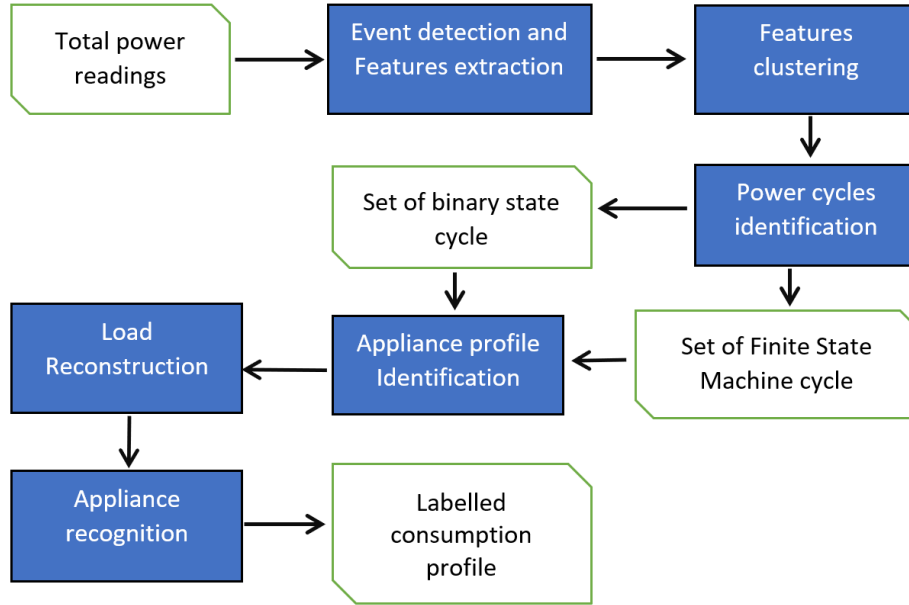 Total power
readings
Event detection and
Features extraction
Features
clustering
Set of binary state
cycle
Power cycles
identification
Load
Reconstruction
Appliance profile
Identification
Set of Finite State
Machine cycle
Appliance
recognition
Labelled
consumption
profile